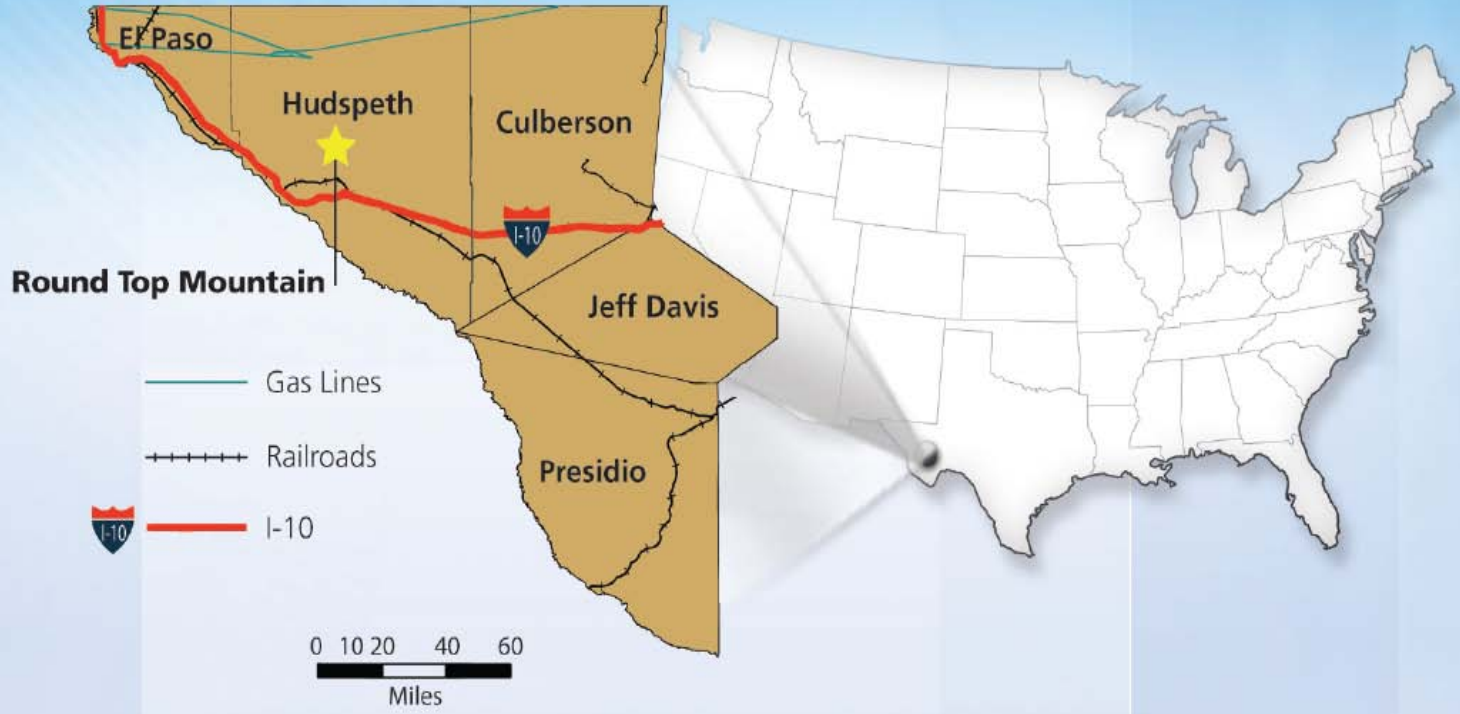 El Paso
Hudspeth
Culberson
I-10
Round Top Mountain
Jeff Davis
Gas Lines
Railroads
Presidio
I-10 I-10
0 10 20 40 60
Miles